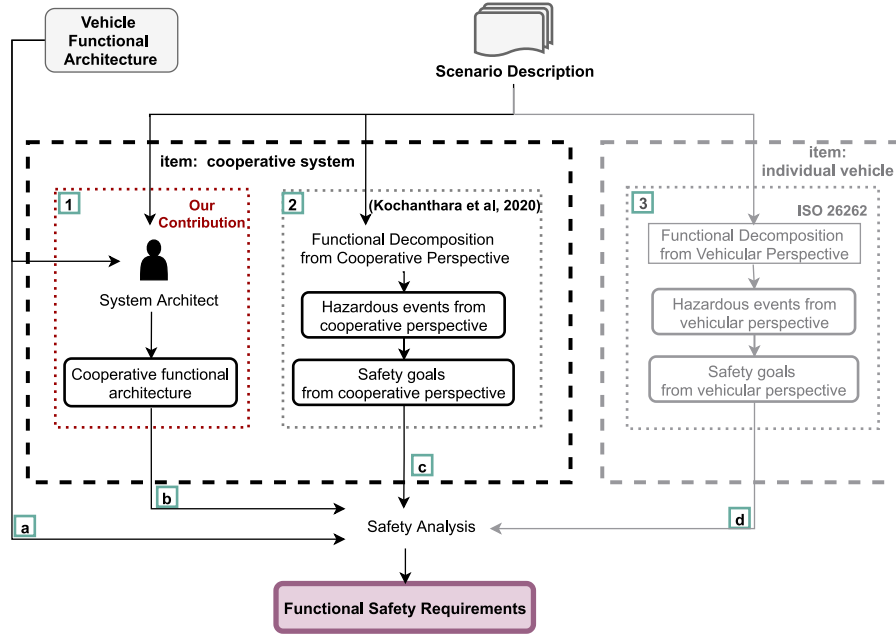 Vehicle
Functional
Architecture
Scenario Description
item: cooperative system
item:
individual vehicle
1
Our
Contribution
System Architect
Cooperative functional
architecture
2
(Kochanthara et al, 2020)
Functional Decomposition
from Cooperative Perspective
Hazardous events from
cooperative perspective
Safety goals
from cooperative perspective
3
ISO 26262
Functional Decomposition
from Vehicular Perspective
Hazardous events from
vehicular perspective
Safety goals
from vehicular perspective
a
b
c
d
Safety Analysis
Functional Safety Requirements